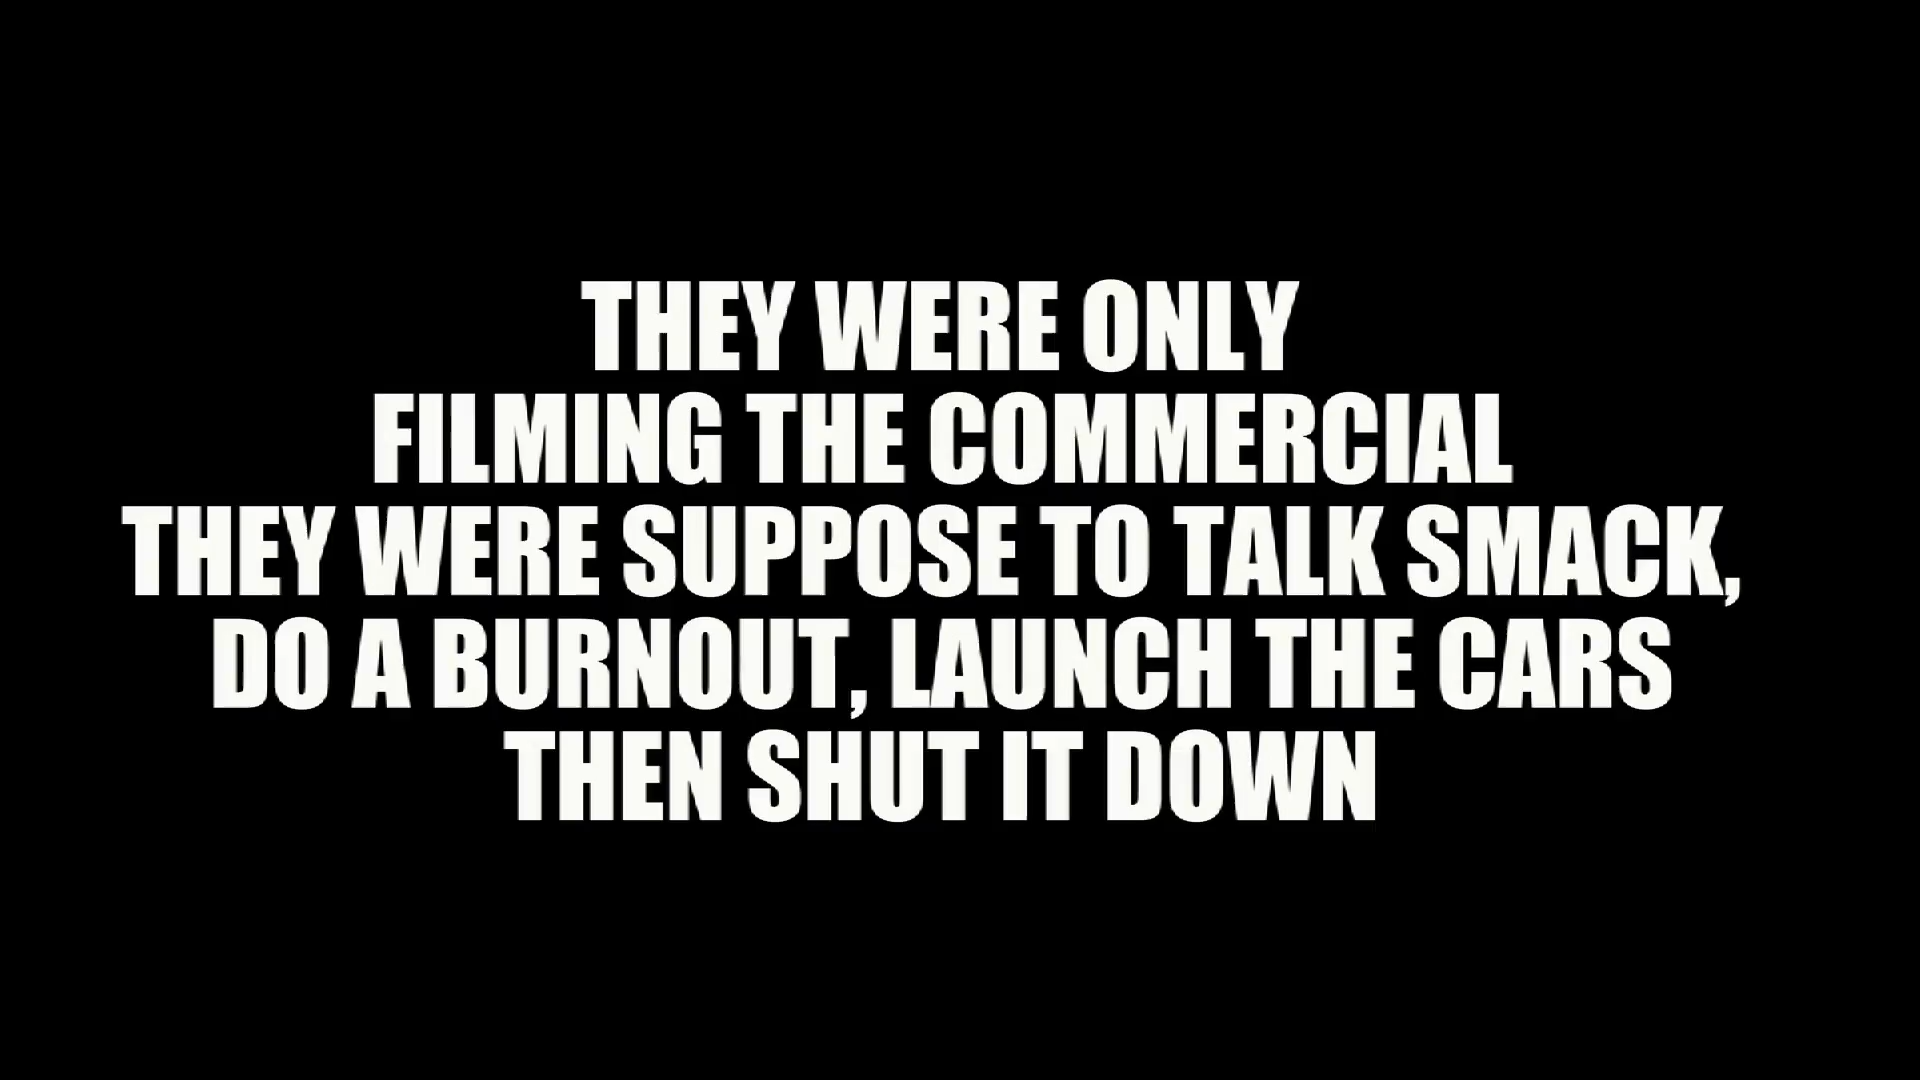 THEY WERE ONLY
FILMING THE COMMERCIAL
THEY WERE SUPPOSE TO TALK SMACK,
DO A BURNOUT, LAUNCH THE CARS
THEN SHUT IT DOWN